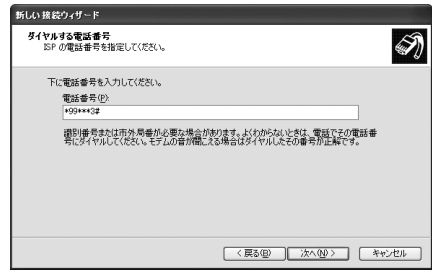 新しい接続ウィザード
ダイヤルする電話番号
ISP の電話番号を指定してください。
下に電話番号を入力してください。
電話番号(P):
*99***3#
識別番号または市外局番が必要な場合があります。よくわからないときは、電話でその電話番
号にダイヤルしてください。モデムの音が聞こえる場合はダイヤルしたその番号が正解です。
< 戻る(B)
次へ(N) >
キャンセル